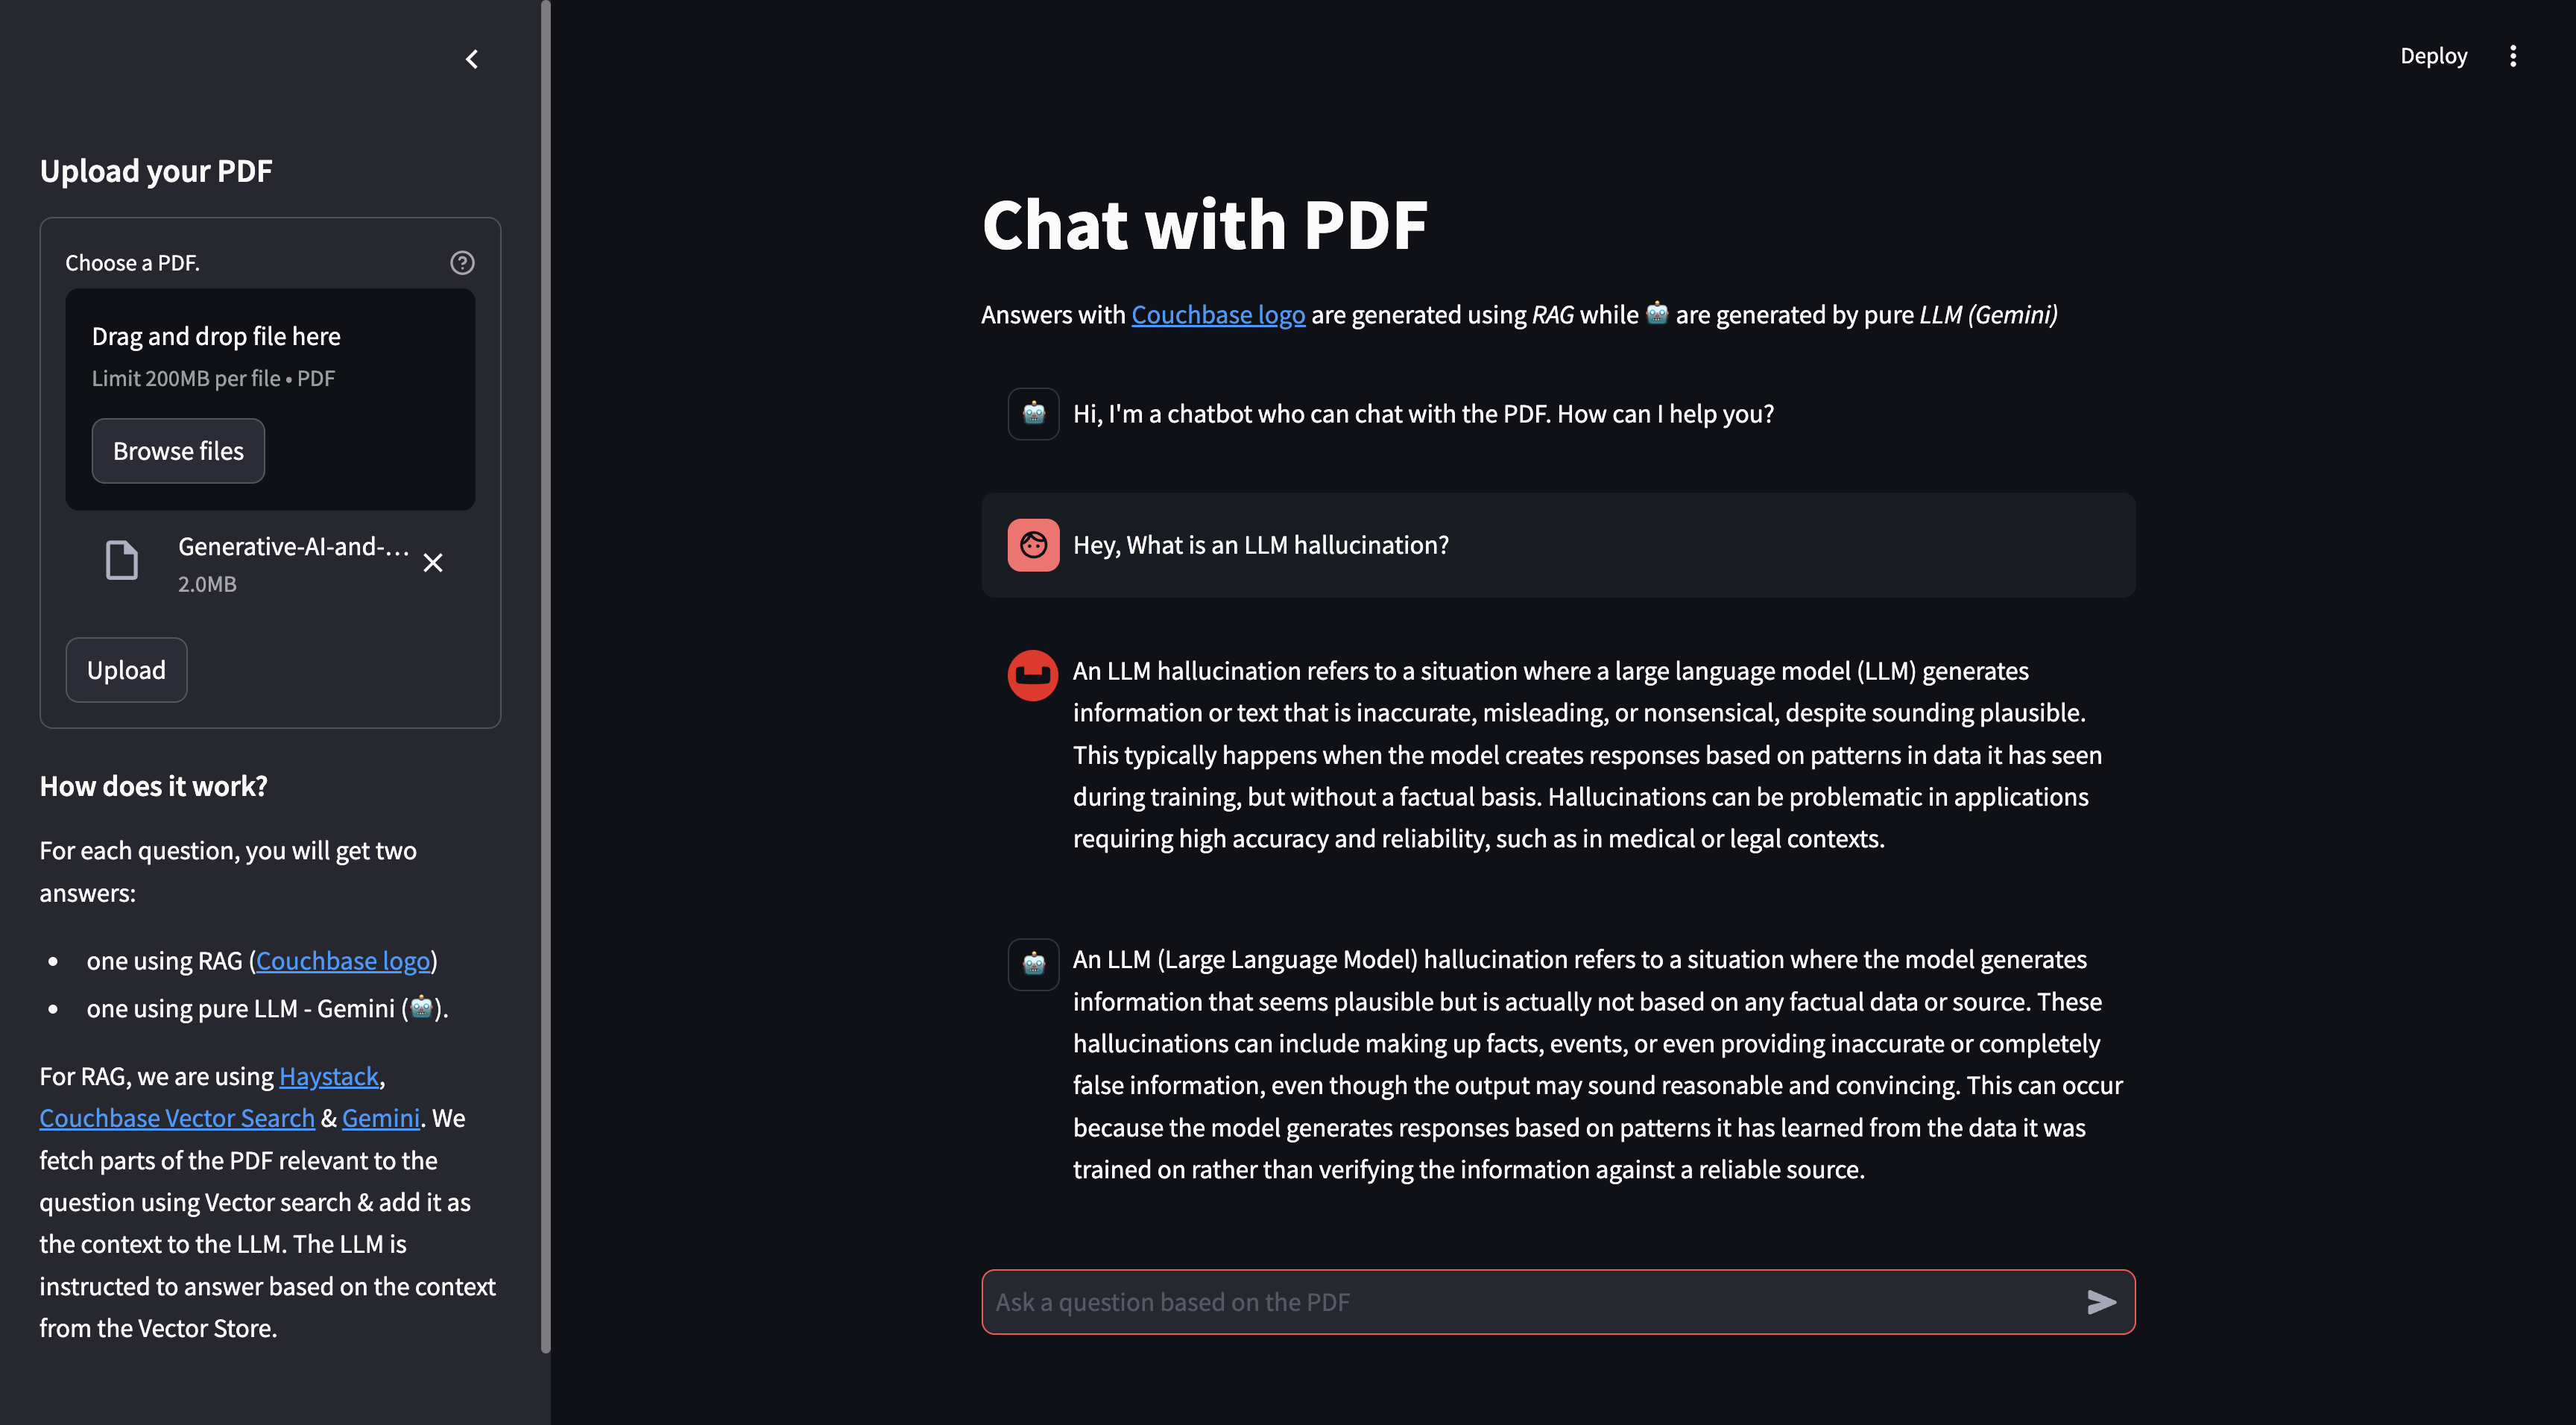 Deploy
Upload your PDF
Choose a PDF.
Drag and drop file here
Limit 200MB per file • PDF
Browse files
Generative-AI-and-...
2.0MB
Upload
How does it work?
For each question, you will get two
answers:
• one using RAG (Couchbase logo)
• one using pure LLM - Gemini (🤖).
For RAG, we are using Haystack,
Couchbase Vector Search & Gemini. We
fetch parts of the PDF relevant to the
question using Vector search & add it as
the context to the LLM. The LLM is
instructed to answer based on the context
from the Vector Store.
Chat with PDF
Answers with Couchbase logo are generated using RAG while 🤖 are generated by pure LLM (Gemini)
Hi, I'm a chatbot who can chat with the PDF. How can I help you?
Hey, What is an LLM hallucination?
An LLM hallucination refers to a situation where a large language model (LLM) generates
information or text that is inaccurate, misleading, or nonsensical, despite sounding plausible.
This typically happens when the model creates responses based on patterns in data it has seen
during training, but without a factual basis. Hallucinations can be problematic in applications
requiring high accuracy and reliability, such as in medical or legal contexts.
An LLM (Large Language Model) hallucination refers to a situation where the model generates
information that seems plausible but is actually not based on any factual data or source. These
hallucinations can include making up facts, events, or even providing inaccurate or completely
false information, even though the output may sound reasonable and convincing. This can occur
because the model generates responses based on patterns it has learned from the data it was
trained on rather than verifying the information against a reliable source.
Ask a question based on the PDF